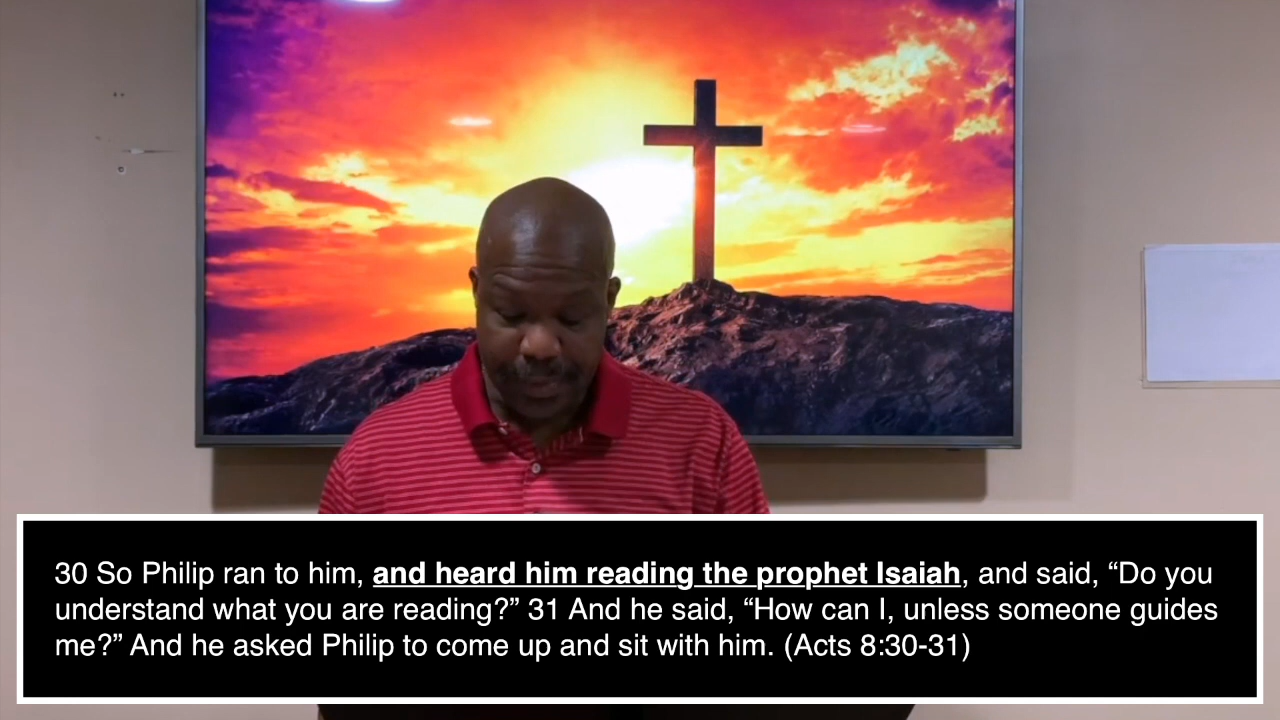 30 So Philip ran to him, and heard him reading the prophet Isaiah, and said, “Do you
understand what you are reading?” 31 And he said, “How can I, unless someone guides
me?” And he asked Philip to come up and sit with him. (Acts 8:30-31)